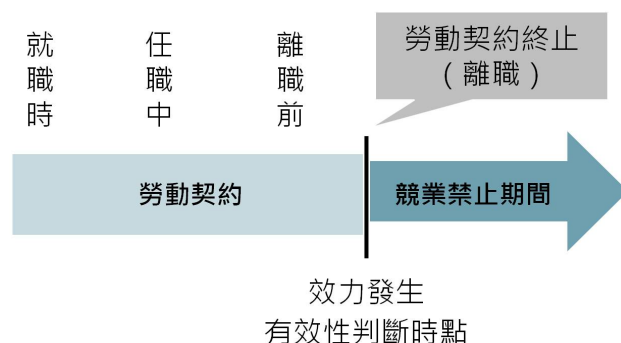 就職時
任職中
離職前
勞動契約終止
（離職）
勞動契約
競業禁止期間
效力發生
有效性判斷時點